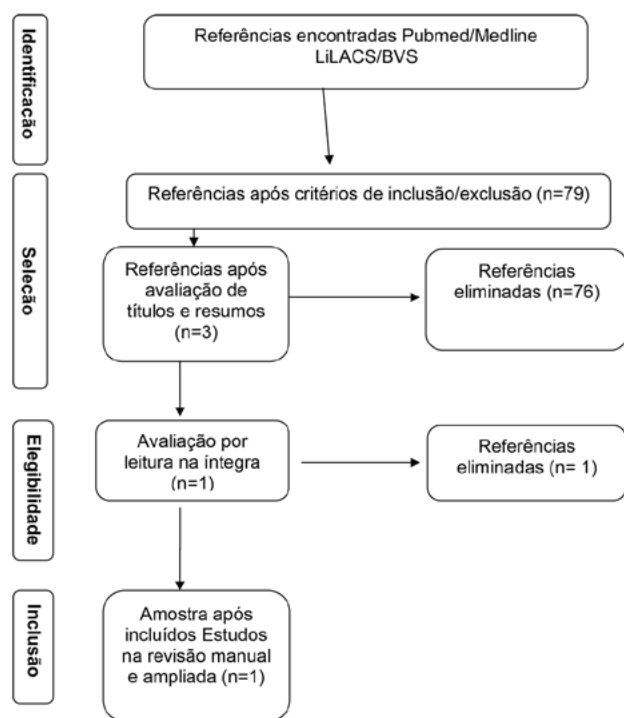 Identificação
Referências encontradas Pubmed/Medline
LiLACS/BVS
Seleção
Referências após critérios de inclusão/exclusão (n=79)
Referências após
avaliação de
títulos e resumos
(n=3)
Referências
eliminadas (n=76)
Elegibilidade
Avaliação por
leitura na íntegra
(n=1)
Referências
eliminadas (n= 1)
Inclusão
Amostra após
incluídos Estudos
na revisão manual
e ampliada (n=1)